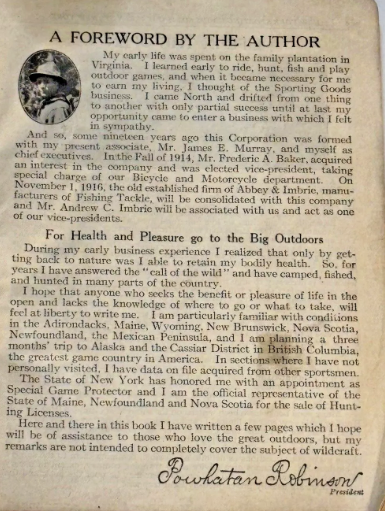 A FOREWORD BY THE AUTHOR
My early life was spent on the family plantation in
Virginia. I learned early to ride, hunt, fish and play
outdoor games, and when it became necessary for me
to earn my living, I thought of the Sporting Goods
business. I came North and drifted from one thing
to another with only partial success until at last my
opportunity came to enter a business with which I felt
in sympathy.
And so, some nineteen years ago this Corporation was formed
with my present associate, Mr. James E. Murray, and myself as
chief executives. In the Fall of 1914, Mr. Frederic A. Baker, acquired
an interest in the company and was elected vice-president, taking
special charge of our Bicycle and Motorcycle department. On
November 1, 1916, the old established firm of Abbey & Imbrie, manu-
facturers of Fishing Tackle, will be consolidated with this company
and Mr. Andrew C. Imbrie will be associated with us and act as one
of our vice-presidents.
For Health and Pleasure go to the Big Outdoors
During my early business experience I realized that only by get-
ting back to nature was I able to retain my bodily health. So, for
years I have answered the "call of the wild" and have camped, fished,
and hunted in many parts of the country.
I hope that anyone who seeks the benefit or pleasure of life in the
open and lacks the knowledge of where to go or what to take, will
feel at liberty to write me. I am particularly familiar with conditions
in the Adirondacks, Maine, Wyoming, New Brunswick, Nova Scotia,
Newfoundland, the Mexican Peninsula, and I am planning a three
months' trip to Alaska and the Cassiar District in British Columbia,
the greatest game country in America. In sections where I have not
personally visited, I have data on file acquired from other sportsmen.
The State of New York has honored me with an appointment as
Special Game Protector and I am the official representative of the
State of Maine, Newfoundland and Nova Scotia for the sale of Hunt-
ing Licenses.
Here and there in this book I have written a few pages which I hope
will be of assistance to those who love the great outdoors, but my
remarks are not intended to completely cover the subject of wildcraft.
Powhatan Robinson
President